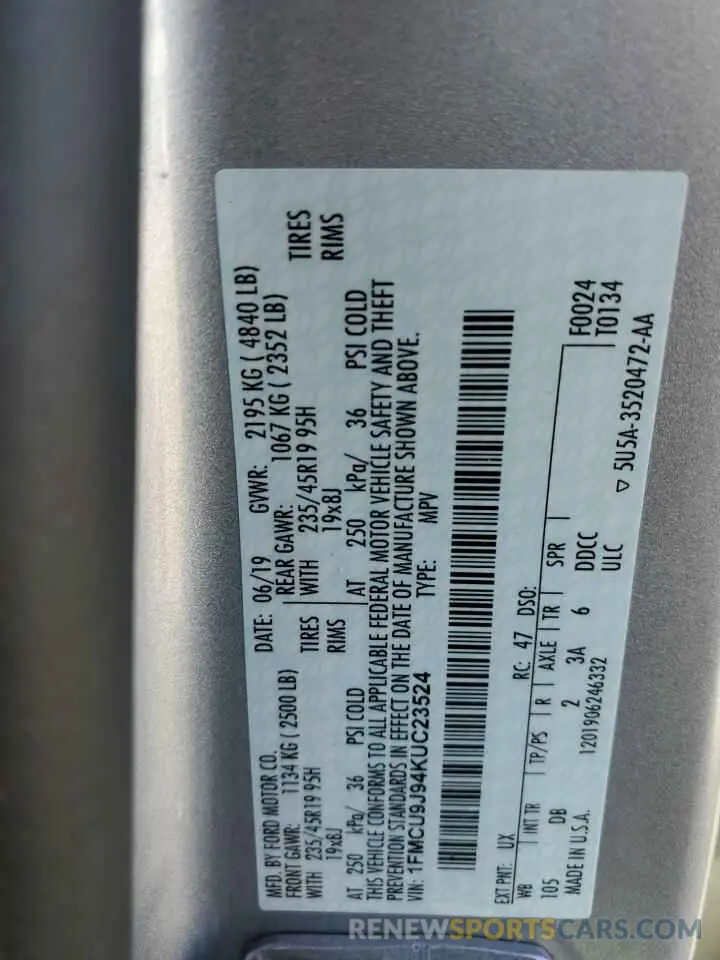 MFD. BY FORD MOTOR CO.
DATE: 06/19 GVWR: 2195 KG ( 4840 LB)
FRONT GAWR: 1134 KG ( 2500 LB) REAR GAWR: 1067 KG ( 2352 LB)
WITH 235/45R19 95H TIRES WITH 235/45R19 95H TIRES
19x8J RIMS 19x8J RIMS
AT 250 kPa/ 36 PSI COLD AT 250 kPa/ 36 PSI COLD
THIS VEHICLE CONFORMS TO ALL APPLICABLE FEDERAL MOTOR VEHICLE SAFETY AND THEFT
PREVENTION STANDARDS IN EFFECT ON THE DATE OF MANUFACTURE SHOWN ABOVE.
VIN: 1FMCU9J94KUC23524 TYPE: MPV
EXT PNT: UX RC: 47 DSO:
WB INT TR TP/PS R AXLE TR SPR F0024
105 DB 2 3A 6 DDCC T0134
ULC
MADE IN U.S.A. 1201906246332 ▽ 5U5A-3520472-AA
RENEWSPORTSCARS.COM